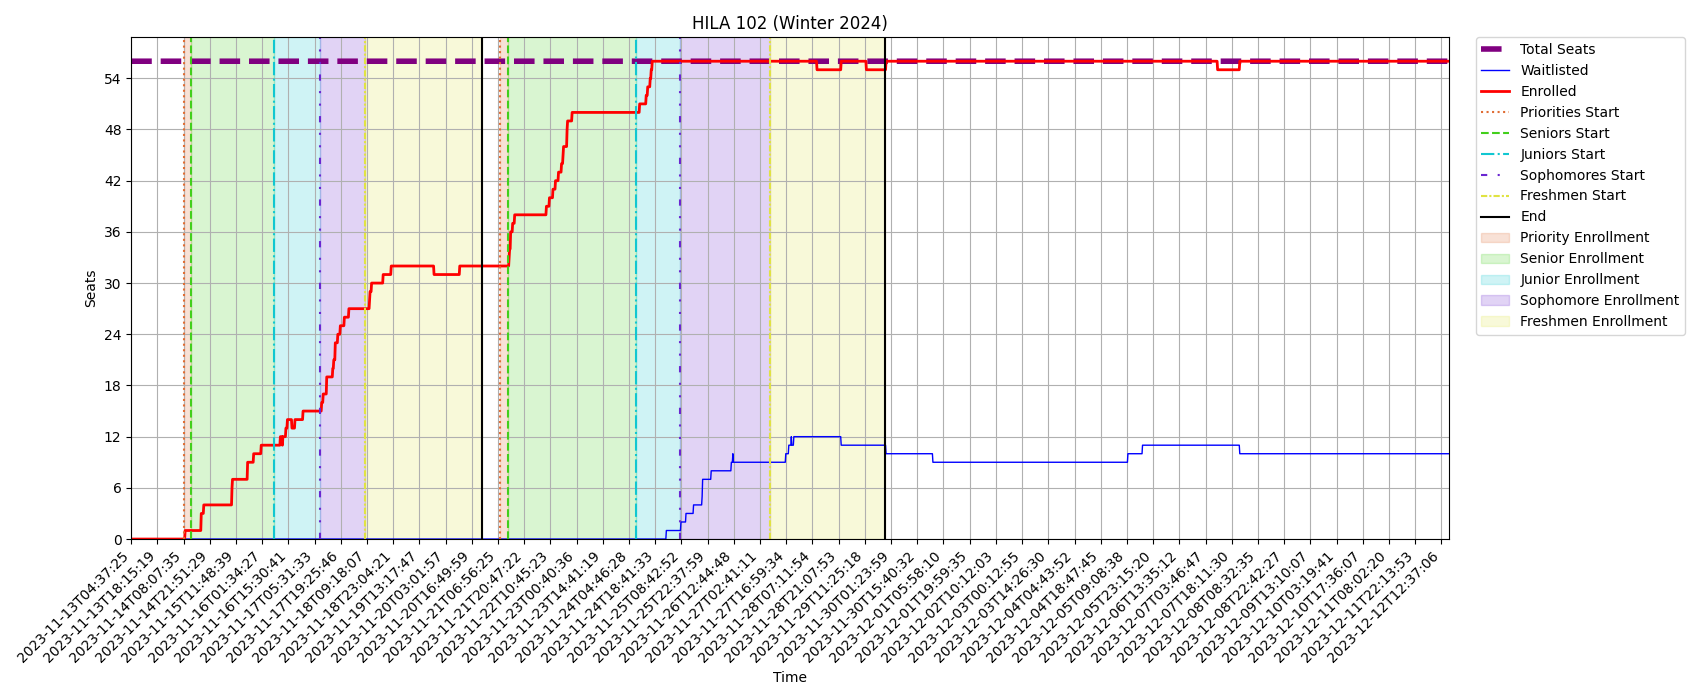 HILA 102 (Winter 2024)
Seats
54
48
42
36
30
24
18
12
6
0
2023-11-13T04:37:25
2023-11-13T18:15:19
2023-11-14T08:07:35
2023-11-14T21:51:29
2023-11-15T11:48:39
2023-11-16T01:34:27
2023-11-16T15:30:41
2023-11-17T05:31:33
2023-11-17T19:25:46
2023-11-18T09:18:07
2023-11-18T23:04:21
2023-11-19T13:17:47
2023-11-20T03:01:57
2023-11-20T16:49:59
2023-11-21T06:56:25
2023-11-21T20:47:22
2023-11-22T10:45:23
2023-11-23T00:40:36
2023-11-23T14:41:19
2023-11-24T04:46:28
2023-11-24T18:41:33
2023-11-25T08:42:52
2023-11-25T22:37:59
2023-11-26T12:44:48
2023-11-27T02:41:11
2023-11-27T16:59:34
2023-11-28T07:11:54
2023-11-28T21:07:53
2023-11-29T11:25:18
2023-11-30T01:23:59
2023-11-30T15:40:32
2023-12-01T05:58:10
2023-12-01T19:59:35
2023-12-02T10:12:03
2023-12-03T00:12:55
2023-12-03T14:26:30
2023-12-04T04:43:52
2023-12-04T18:47:45
2023-12-05T09:08:38
2023-12-05T23:15:20
2023-12-06T13:35:12
2023-12-07T03:46:47
2023-12-07T18:11:30
2023-12-08T08:32:35
2023-12-08T22:42:27
2023-12-09T13:10:07
2023-12-10T03:19:41
2023-12-10T17:36:07
2023-12-11T08:02:20
2023-12-11T22:13:53
2023-12-12T12:37:06
Time
Total Seats
Waitlisted
Enrolled
Priorities Start
Seniors Start
Juniors Start
Sophomores Start
Freshmen Start
End
Priority Enrollment
Senior Enrollment
Junior Enrollment
Sophomore Enrollment
Freshmen Enrollment